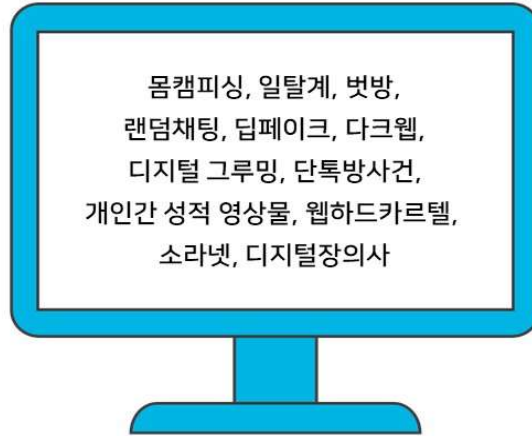 몸캠피싱, 일탈계, 벗방,
랜덤채팅, 딥페이크, 다크웹,
디지털 그루밍, 단톡방사건,
개인간 성적 영상물, 웹하드카르텔,
소라넷, 디지털장의사